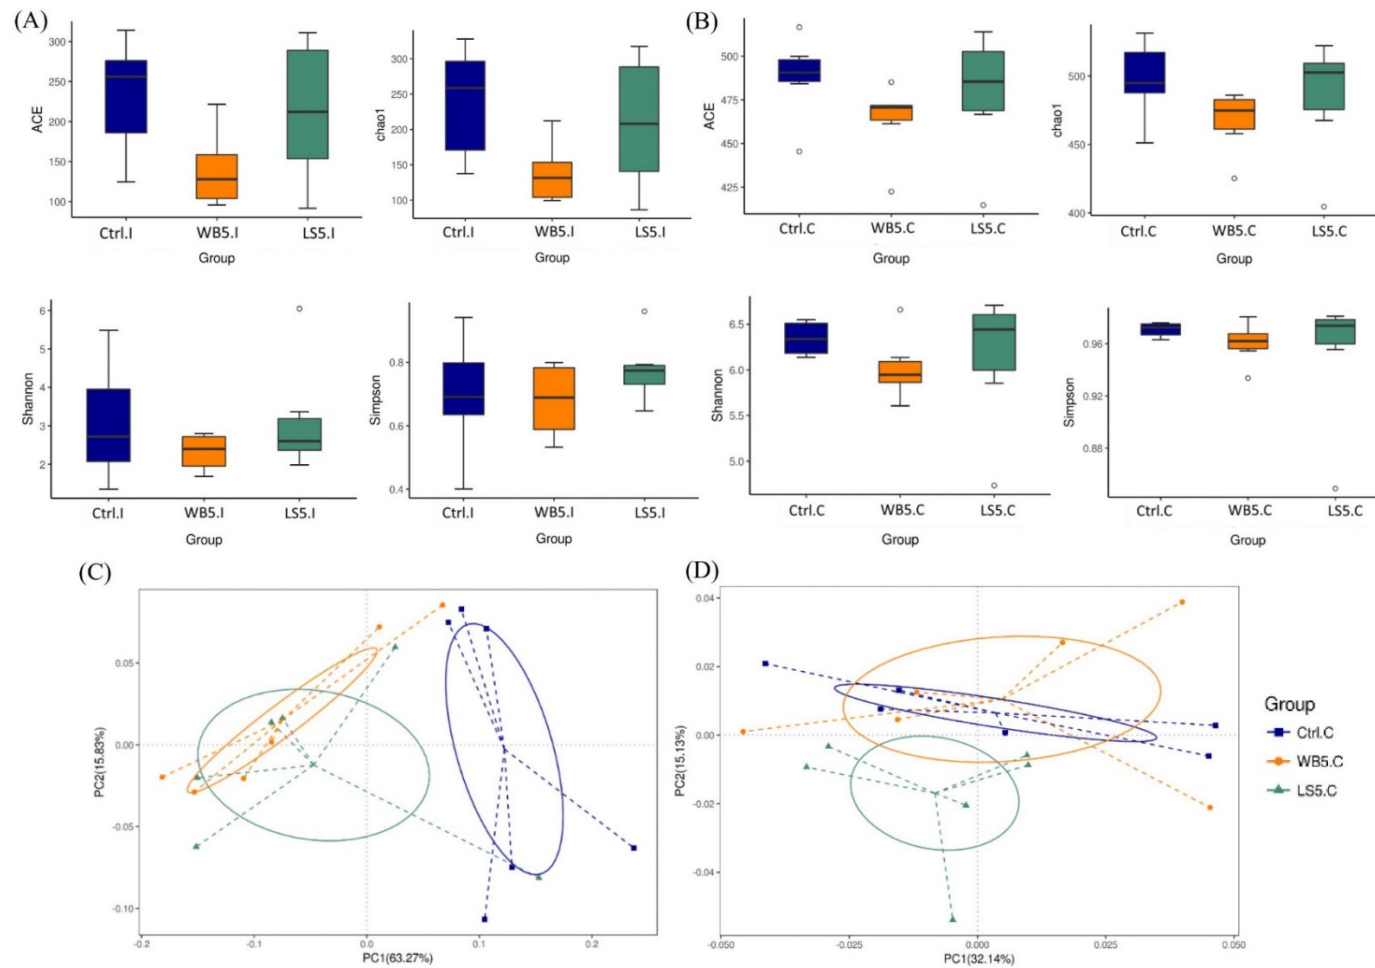 (A)
ACE
300
250
200
150
100
Ctrl.I
WB5.I
LS5.I
Group
chao1
300
250
200
150
100
Ctrl.I
WB5.I
LS5.I
Group
(B)
ACE
500
475
450
425
Ctrl.C
WB5.C
LS5.C
Group
chao1
500
450
400
Ctrl.C
WB5.C
LS5.C
Group
Shannon
6
5
4
3
2
Ctrl.I
WB5.I
LS5.I
Group
Simpson
0.8
0.6
0.4
Ctrl.I
WB5.I
LS5.I
Group
Shannon
6.5
6.0
5.5
5.0
Ctrl.C
WB5.C
LS5.C
Group
Simpson
0.96
0.92
0.88
Ctrl.C
WB5.C
LS5.C
Group
(C)
PC2(15.83%)
0.05
0.00
-0.05
-0.10
-0.2
-0.1
0.0
0.1
0.2
PC1(63.27%)
(D)
PC2(15.13%)
0.04
0.02
0.00
-0.02
-0.04
-0.050
-0.025
0.000
0.025
0.050
PC1(32.14%)
Group
Ctrl.C
WB5.C
LS5.C